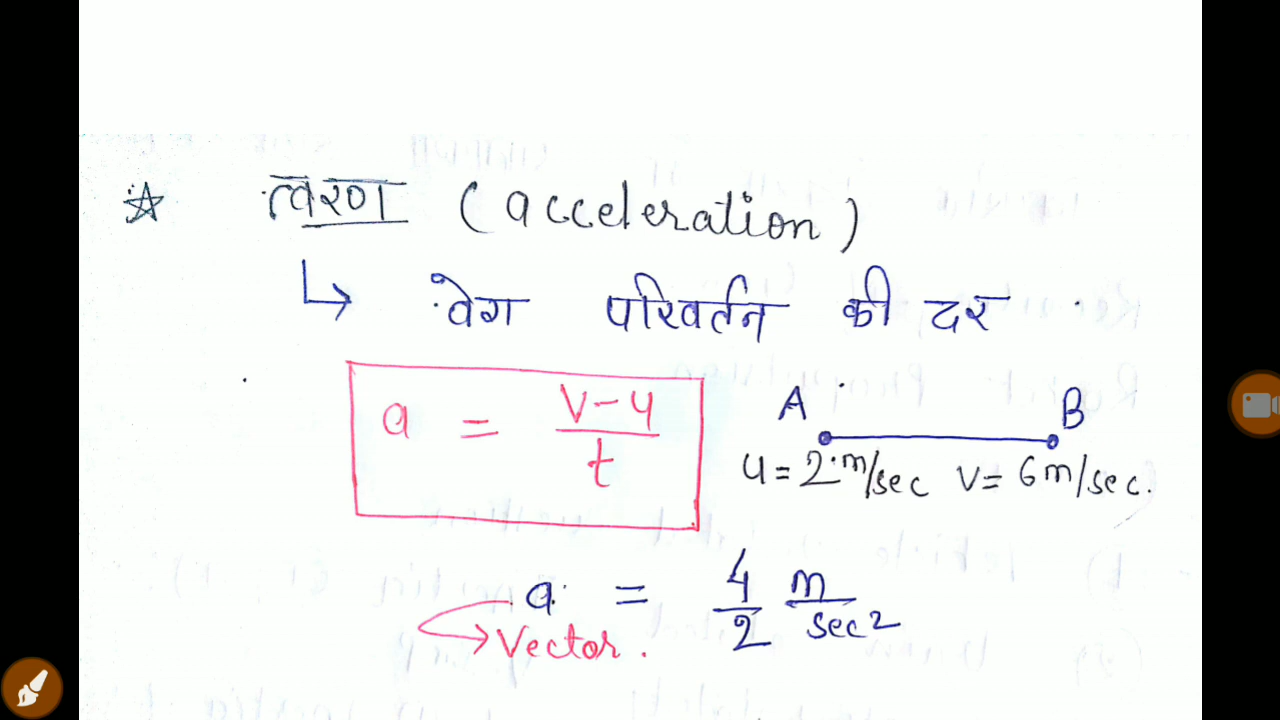 ☆ त्वरण (acceleration)
↳ वेग परिवर्तन की दर
a = (v-u)/t
A B
u = 2 m/sec v = 6 m/sec.
a = 4/2 m/sec²
Vector.